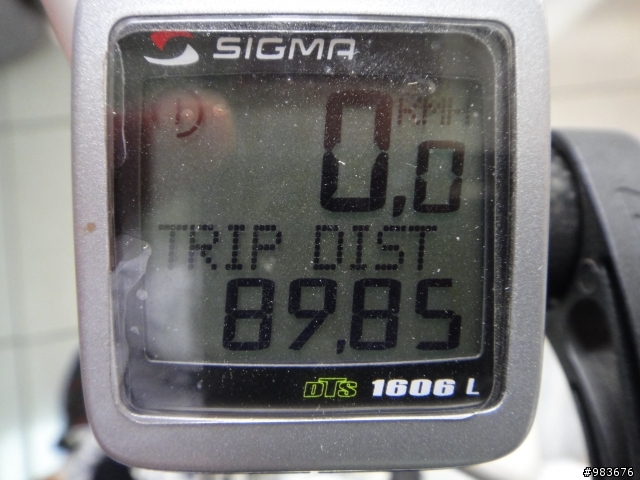 SIGMA
KMH
0,0
TRIP DIST
89,85
DTS 1606 L
#983676